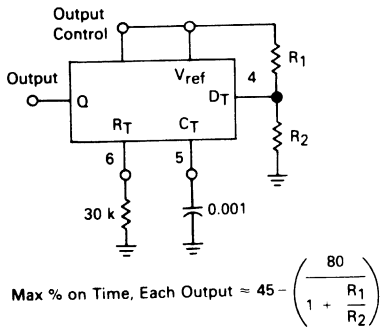 Output
Control
Output
Q
Vref
4
DT
R1
RT
CT
6
5
R2
30 k
0.001
Max % on Time, Each Output ≈ 45 − (80 / (1 + R1/R2))